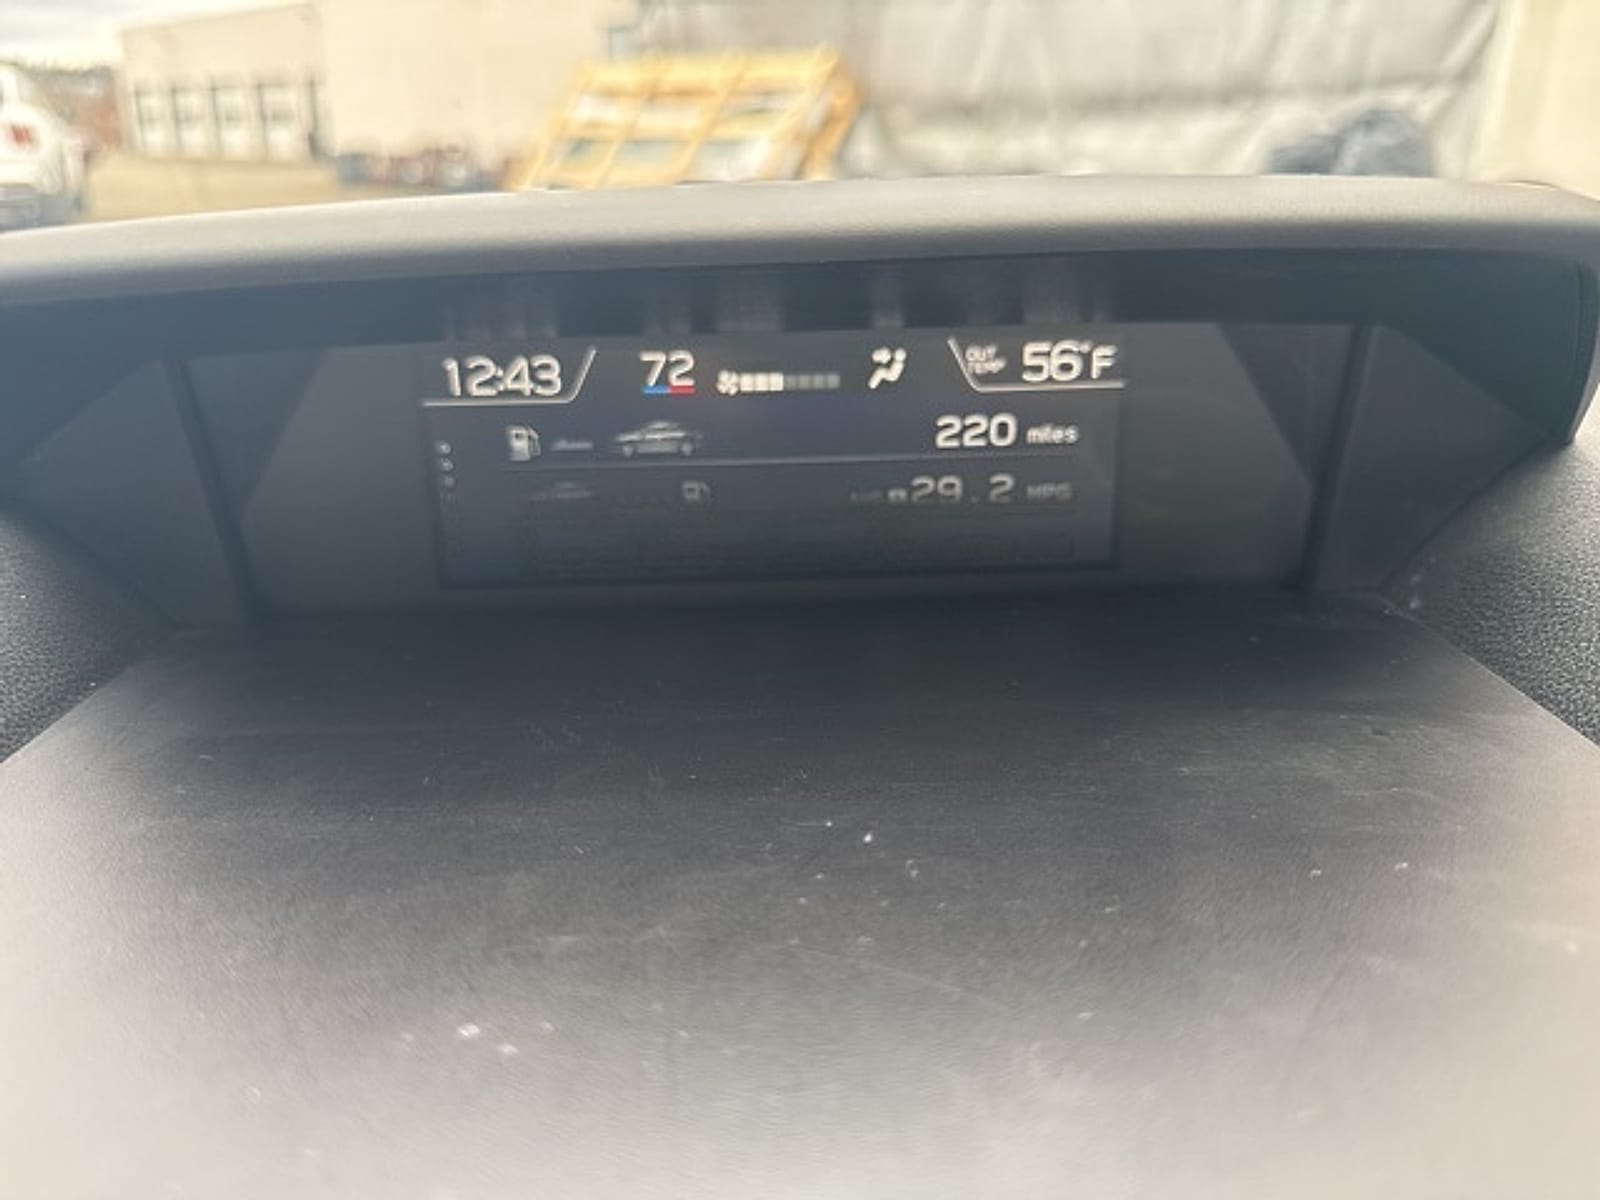 12:43 72 OUT TEMP 56°F
220 miles
29.2 MPG